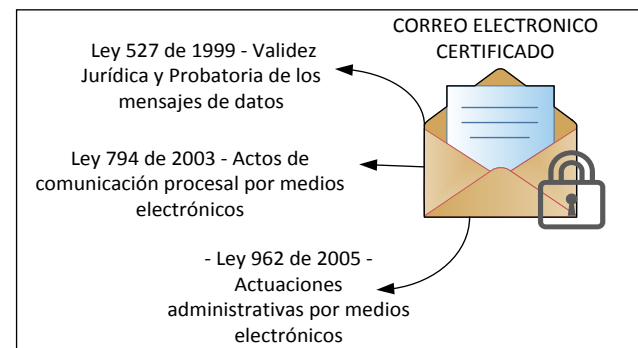 CORREO ELECTRONICO
CERTIFICADO
Ley 527 de 1999 - Validez
Jurídica y Probatoria de los
mensajes de datos
Ley 794 de 2003 - Actos de
comunicación procesal por medios
electrónicos
- Ley 962 de 2005 -
Actuaciones
administrativas por medios
electrónicos